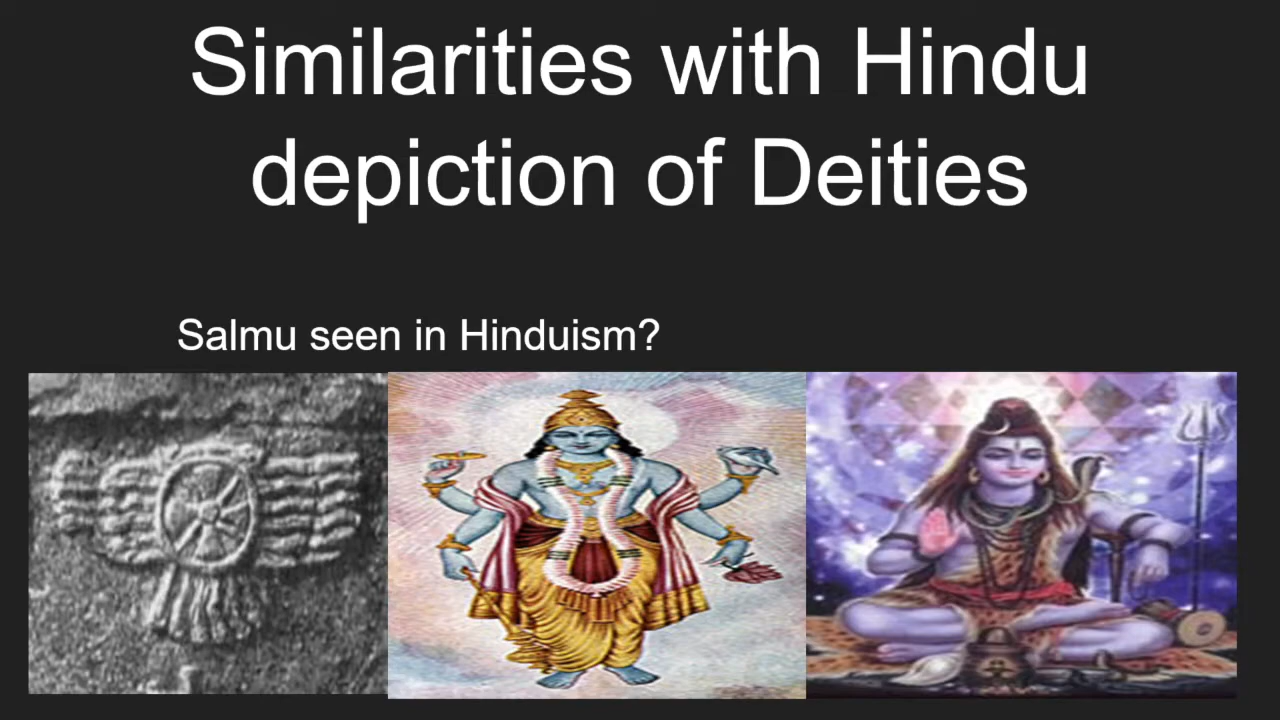 Similarities with Hindu
depiction of Deities
Salmu seen in Hinduism?